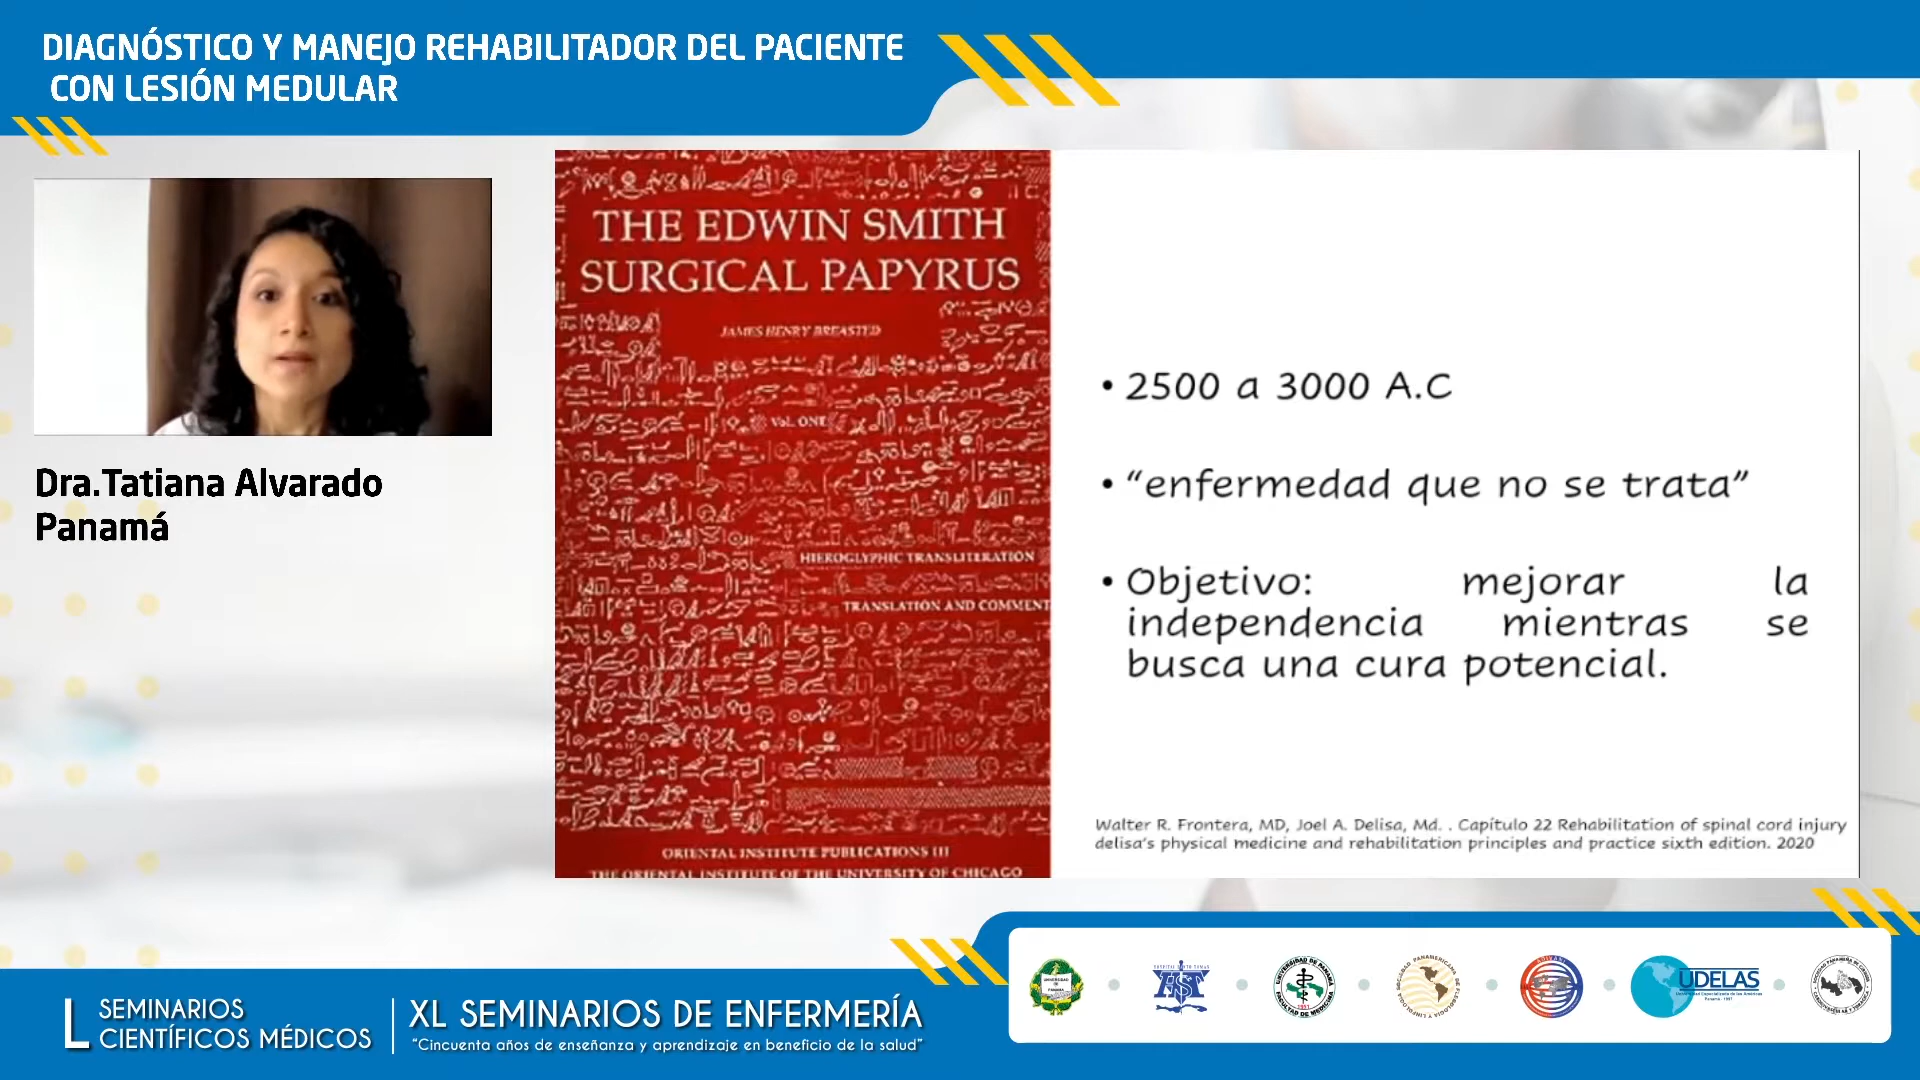 DIAGNÓSTICO Y MANEJO REHABILITADOR DEL PACIENTE
CON LESIÓN MEDULAR
Dra.Tatiana Alvarado
Panamá
THE EDWIN SMITH
SURGICAL PAPYRUS
JAMES HENRY BREASTED
VOL. ONE
HIEROGLYPHIC TRANSLITERATION
TRANSLATION AND COMMENT
ORIENTAL INSTITUTE PUBLICATIONS III
THE ORIENTAL INSTITUTE OF THE UNIVERSITY OF CHICAGO
• 2500 a 3000 A.C
• “enfermedad que no se trata”
• Objetivo: mejorar la
independencia mientras se
busca una cura potencial.
Walter R. Frontera, MD, Joel A. Delisa, Md. . Capítulo 22 Rehabilitation of spinal cord injury
delisa's physical medicine and rehabilitation principles and practice sixth edition. 2020
L SEMINARIOS
CIENTÍFICOS MÉDICOS
XL SEMINARIOS DE ENFERMERÍA
“Cincuenta años de enseñanza y aprendizaje en beneficio de la salud”
HST
UDELAS